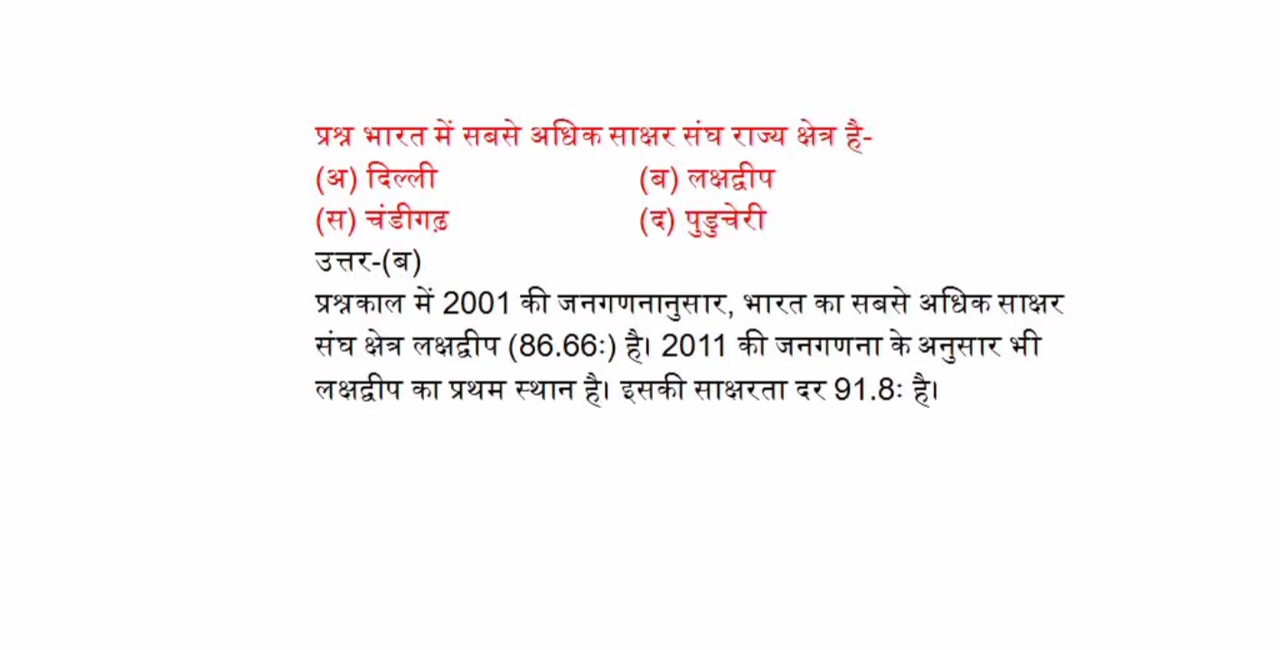 प्रश्न भारत में सबसे अधिक साक्षर संघ राज्य क्षेत्र है-
(अ) दिल्ली (ब) लक्षद्वीप
(स) चंडीगढ़ (द) पुडुचेरी
उत्तर-(ब)
प्रश्नकाल में 2001 की जनगणनानुसार, भारत का सबसे अधिक साक्षर
संघ क्षेत्र लक्षद्वीप (86.66ः) है। 2011 की जनगणना के अनुसार भी
लक्षद्वीप का प्रथम स्थान है। इसकी साक्षरता दर 91.8ः है।